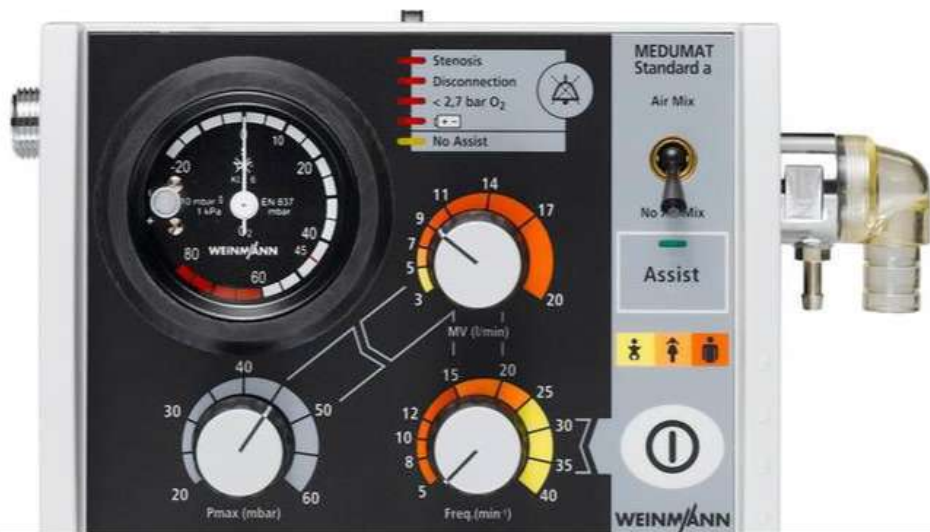 Stenosis
Disconnection
< 2,7 bar O₂
+ -
No Assist
MEDUMAT
Standard a
Air Mix
Mix
Assist
-20
10
20
40
45
60
80
1 kPa
EN 837
mbar
O₂
WEINMANN
3
5
7
9
11
14
17
20
MV (l/min)
20
30
40
50
60
Pmax (mbar)
5
8
10
12
15
20
25
30
35
40
Freq.(min⁻¹)
WEINMANN